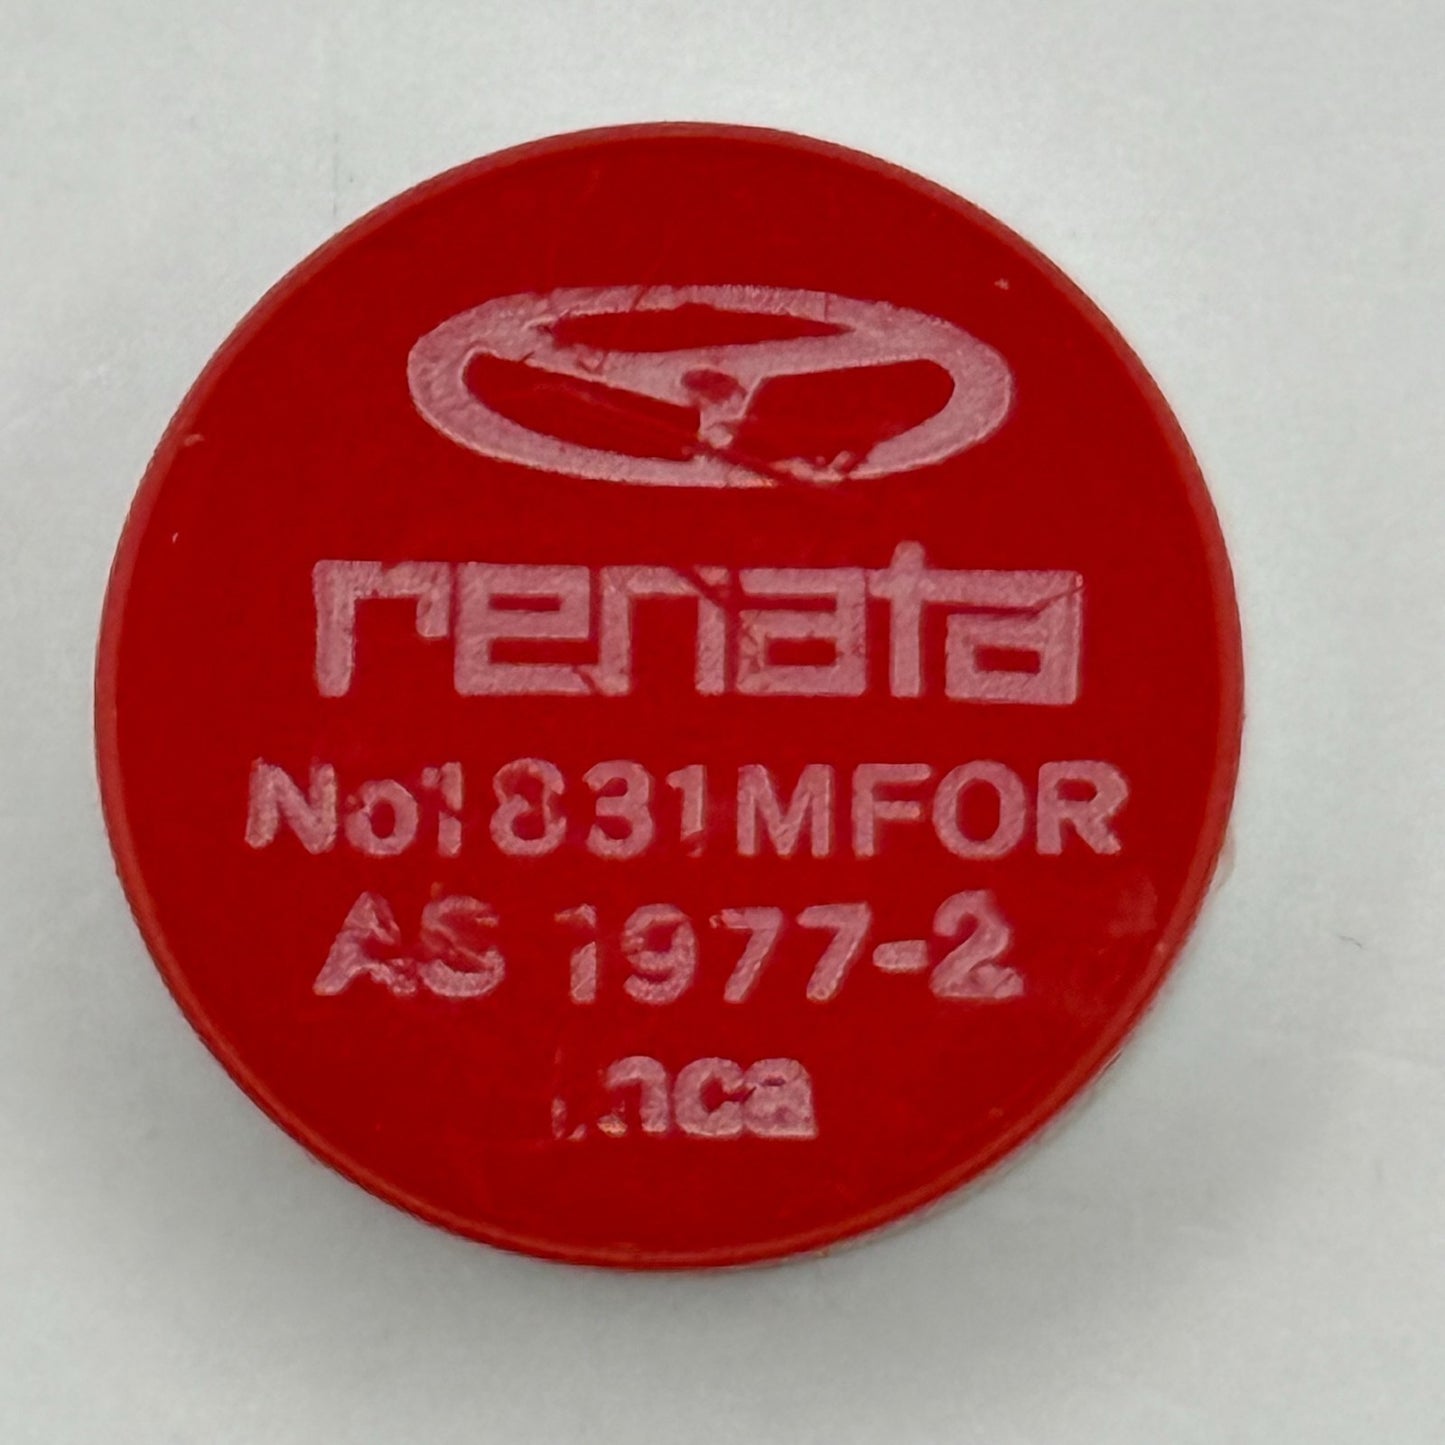 renata
No1831MFOR
AS 1977-2